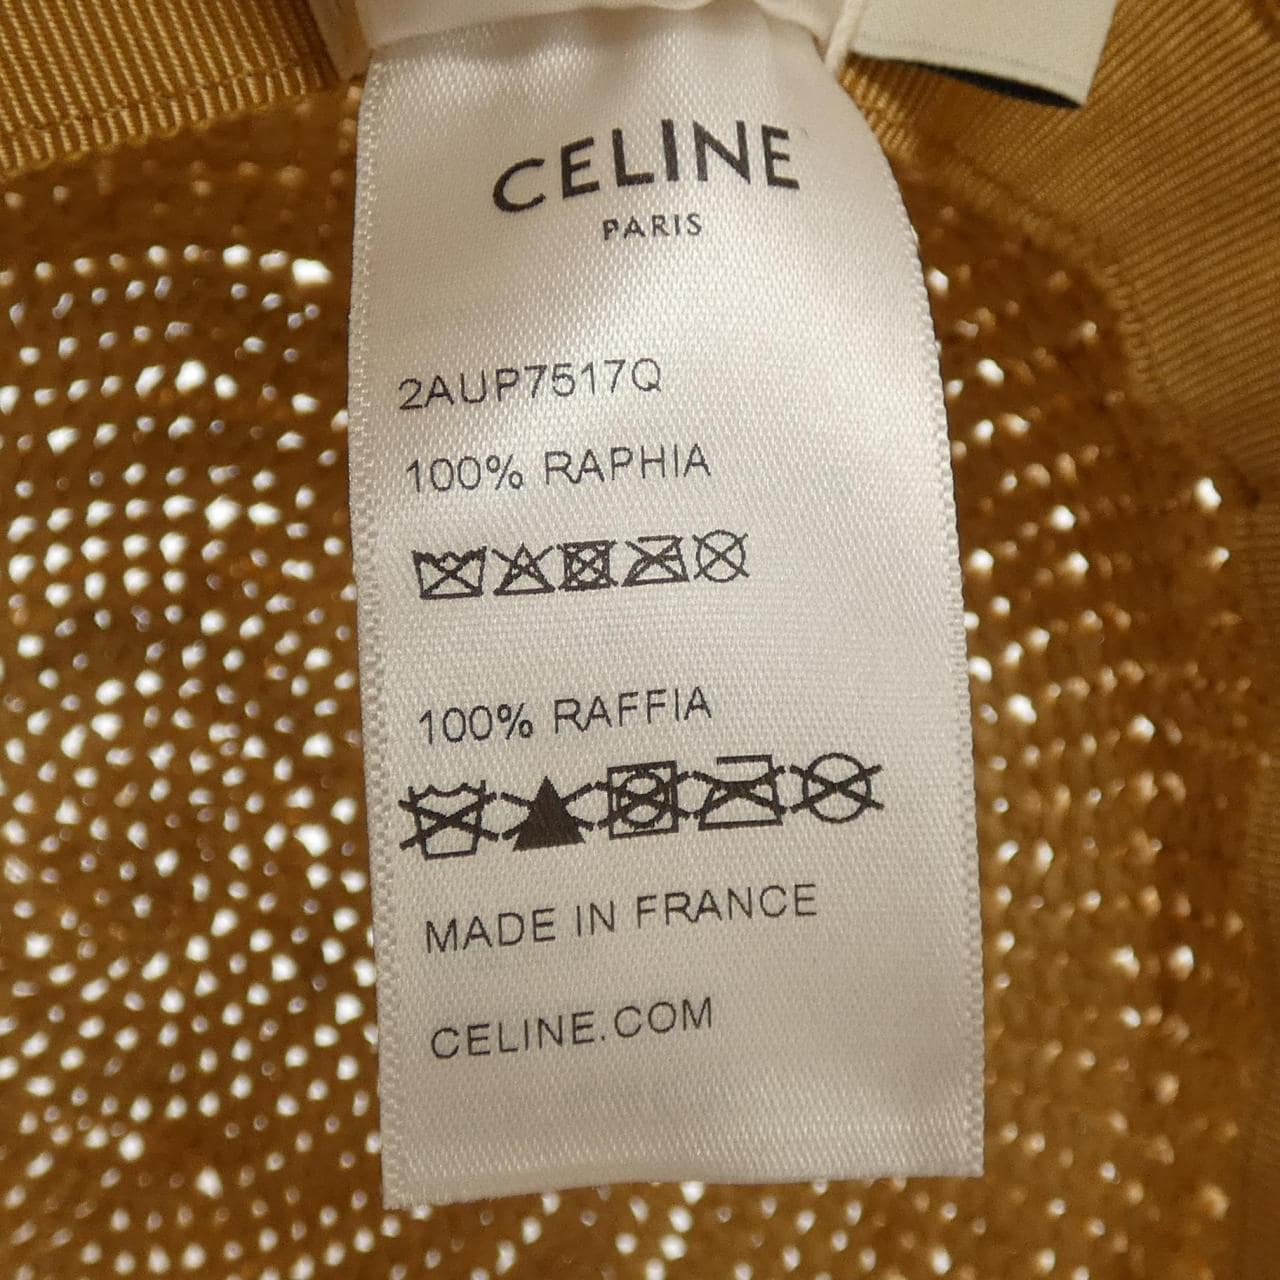 CELINE
PARIS
2AUP7517Q
100% RAPHIA
100% RAFFIA
MADE IN FRANCE
CELINE.COM